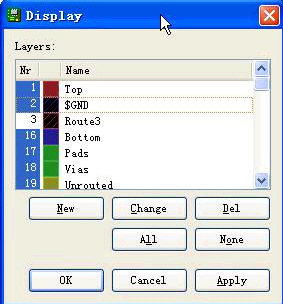 Display
Layers:
Nr Name
1 Top
2 $GND
3 Route3
16 Bottom
17 Pads
18 Vias
19 Unrouted
New Change Del
All None
OK Cancel Apply